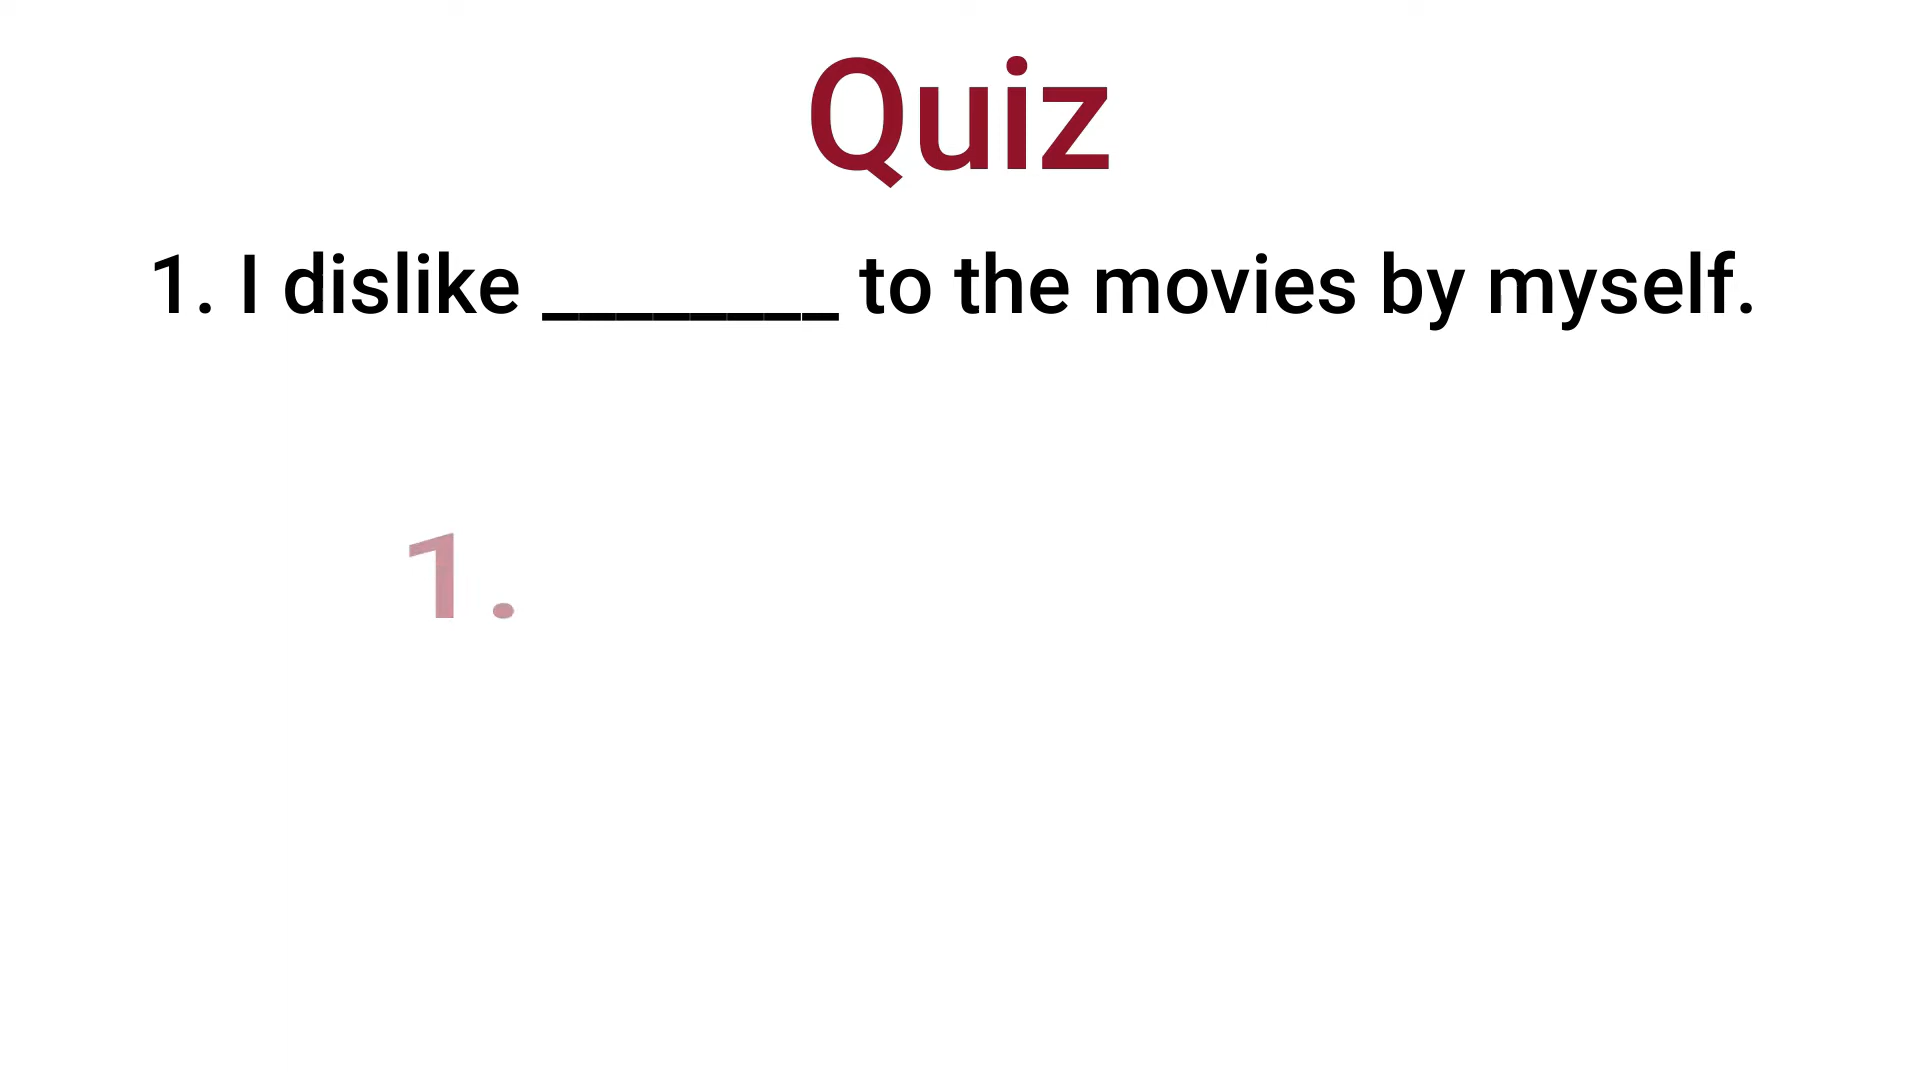 Quiz
1. I dislike ________ to the movies by myself.
1.